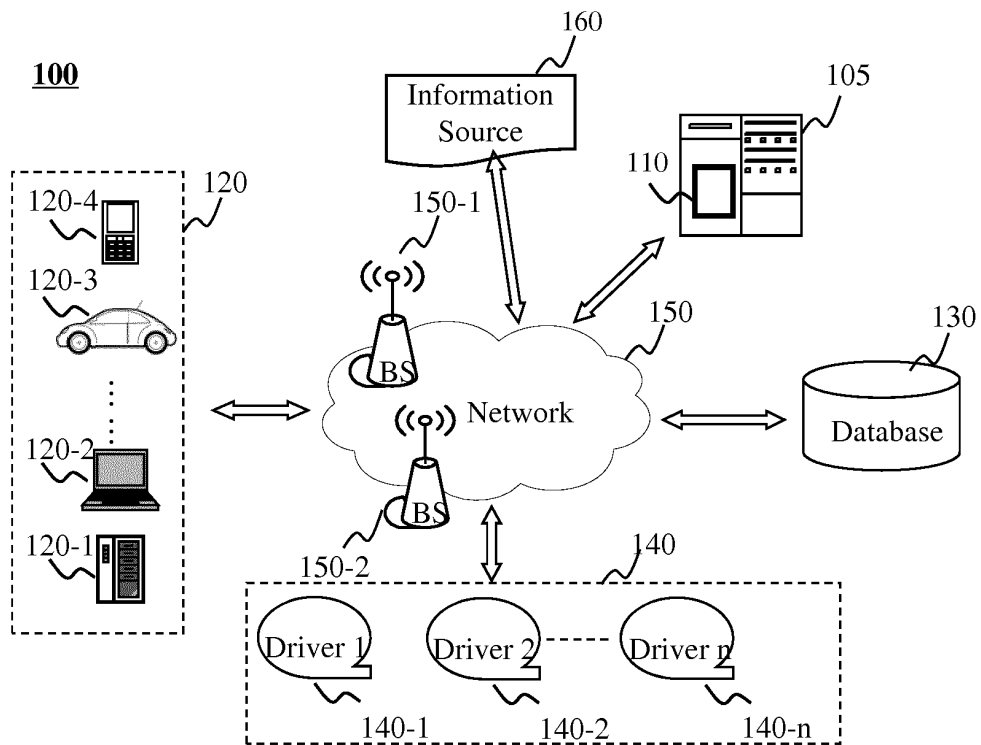 100
160
Information
Source
105
110
120
120-4
150-1
120-3
150
130
BS
Network
Database
120-2
BS
120-1
150-2
140
Driver 1
Driver 2
Driver n
140-1
140-2
140-n